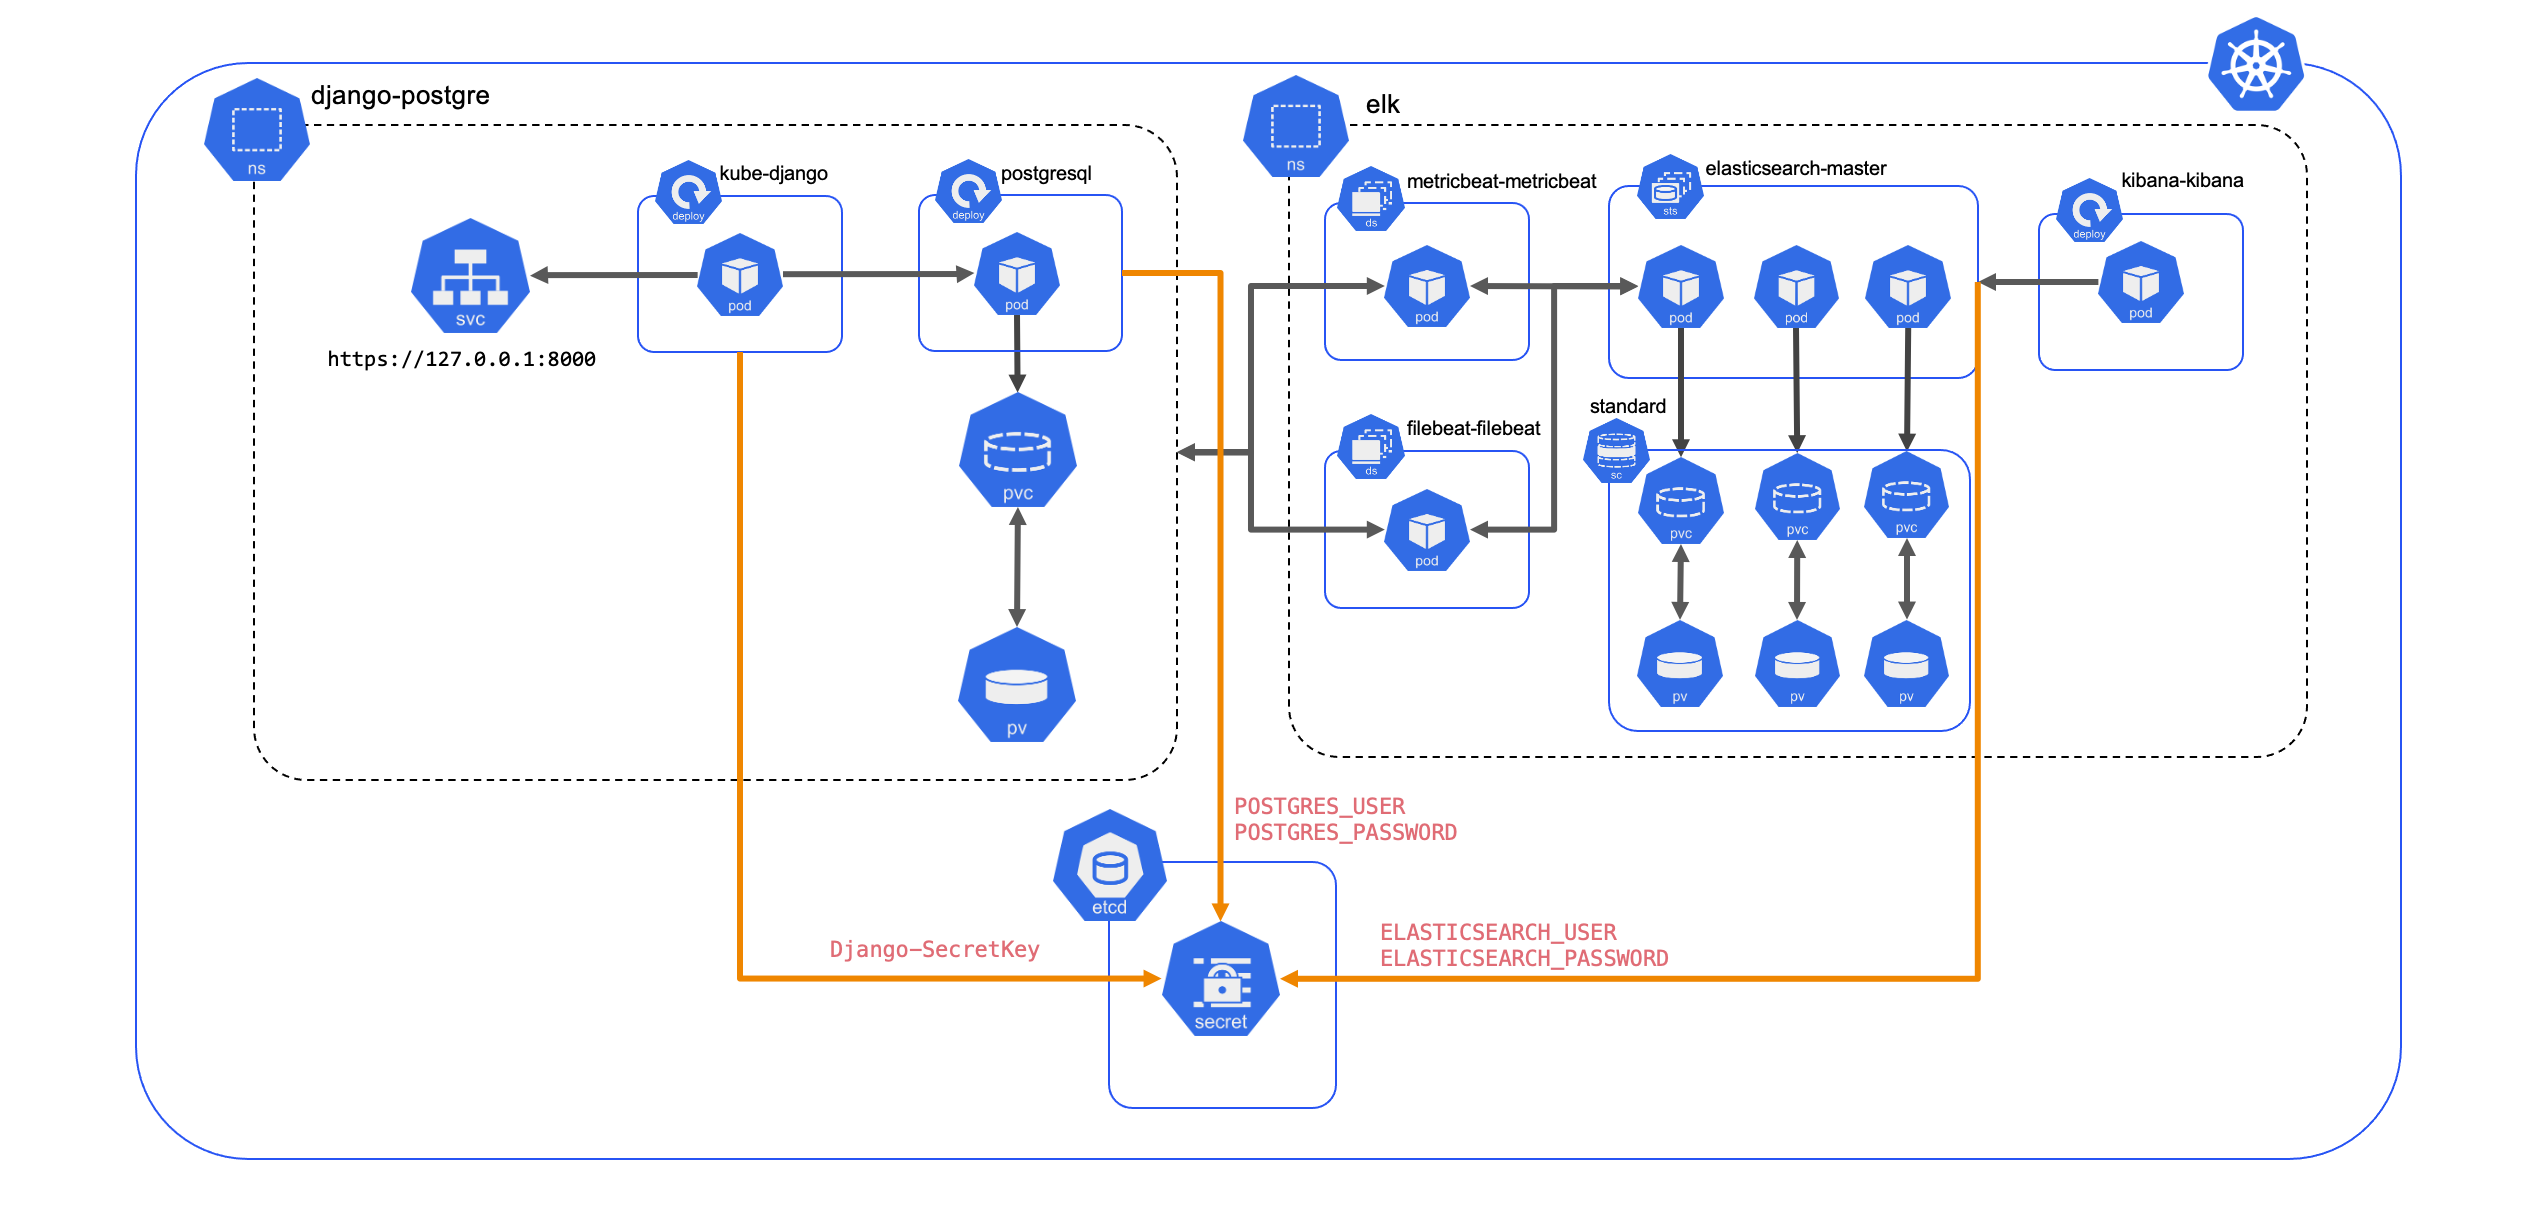 django-postgre
ns
kube-django
deploy
pod
postgresql
deploy
pod
svc
https://127.0.0.1:8000
pvc
pv
elk
ns
metricbeat-metricbeat
ds
pod
filebeat-filebeat
ds
pod
elasticsearch-master
sts
pod
pod
pod
standard
sc
pvc
pvc
pvc
pv
pv
pv
kibana-kibana
deploy
pod
POSTGRES_USER
POSTGRES_PASSWORD
etcd
Django-SecretKey
secret
ELASTICSEARCH_USER
ELASTICSEARCH_PASSWORD